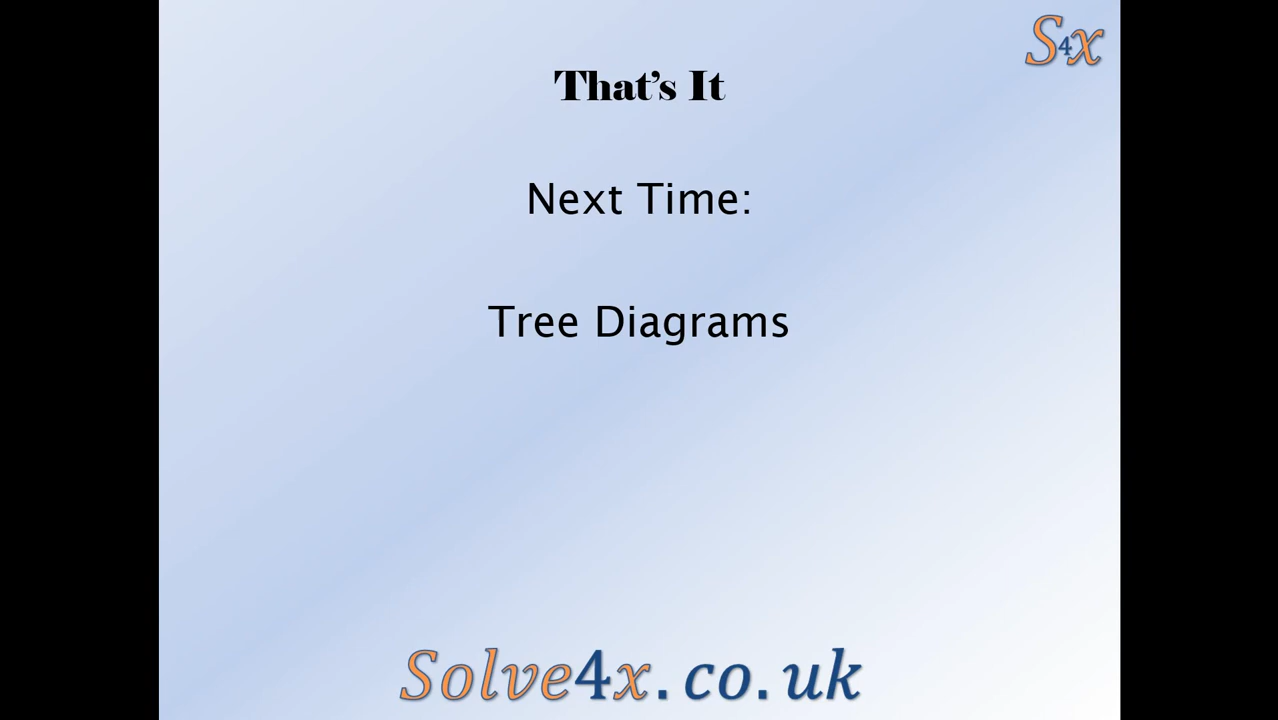 S4x
That’s It
Next Time:
Tree Diagrams
Solve4x.co.uk